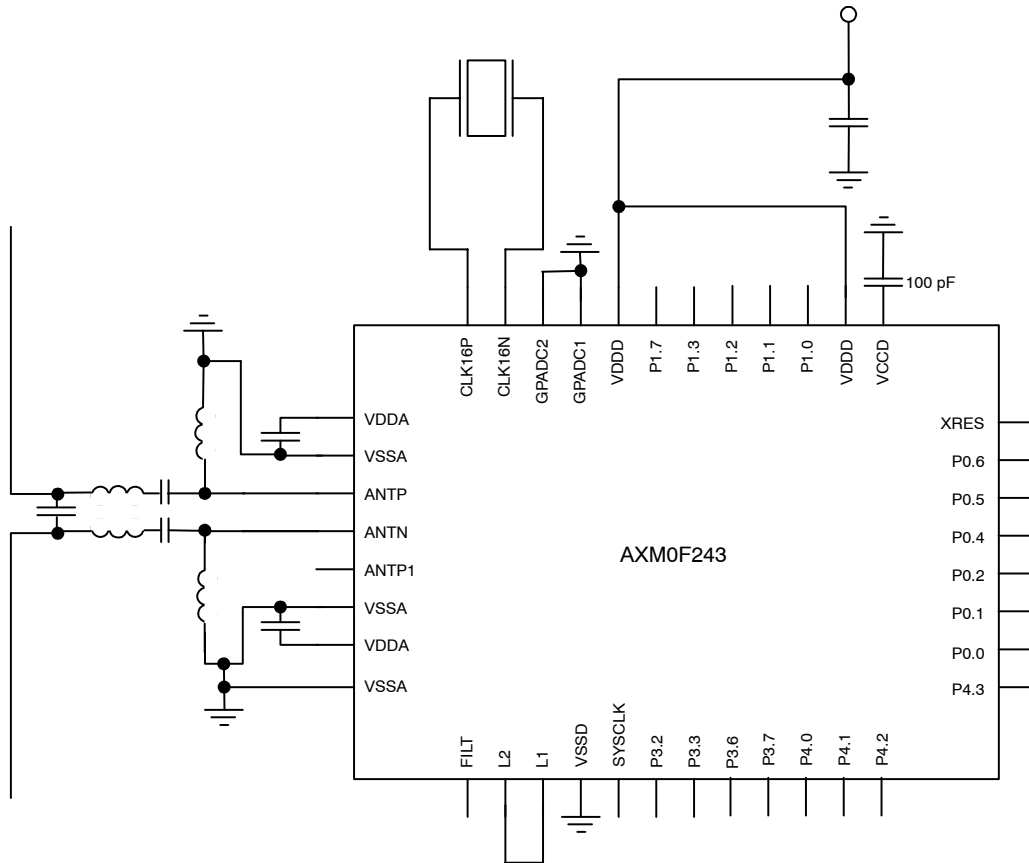 100 pF
CLK16P
CLK16N
GPADC2
GPADC1
VDDD
P1.7
P1.3
P1.2
P1.1
P1.0
VDDD
VCCD
VDDA
VSSA
ANTP
ANTN
ANTP1
VSSA
VDDA
VSSA
AXM0F243
XRES
P0.6
P0.5
P0.4
P0.2
P0.1
P0.0
P4.3
FILT
L2
L1
VSSD
SYSCLK
P3.2
P3.3
P3.6
P3.7
P4.0
P4.1
P4.2